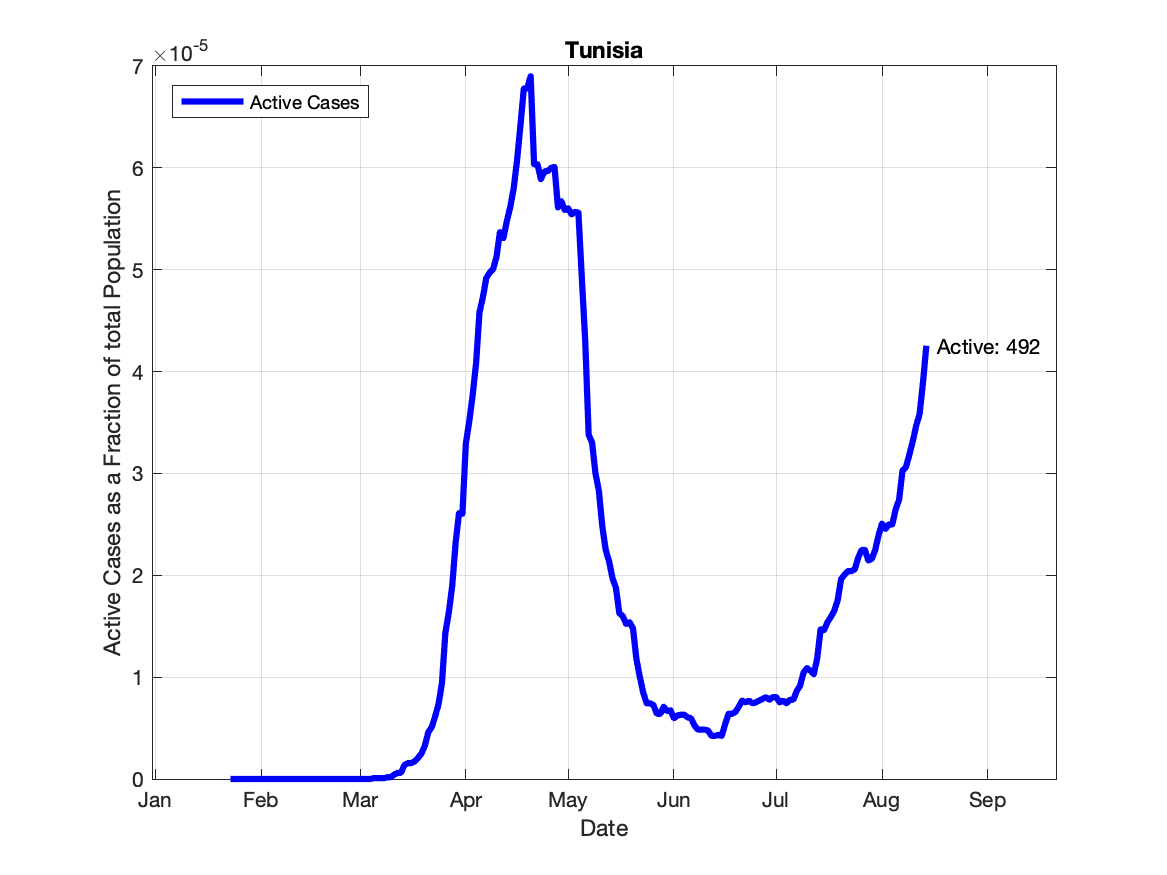 Tunisia
×10-5
7
6
5
4
3
2
1
0
Active Cases as a Fraction of total Population
Active Cases
Active: 492
Jan Feb Mar Apr May Jun Jul Aug Sep
Date